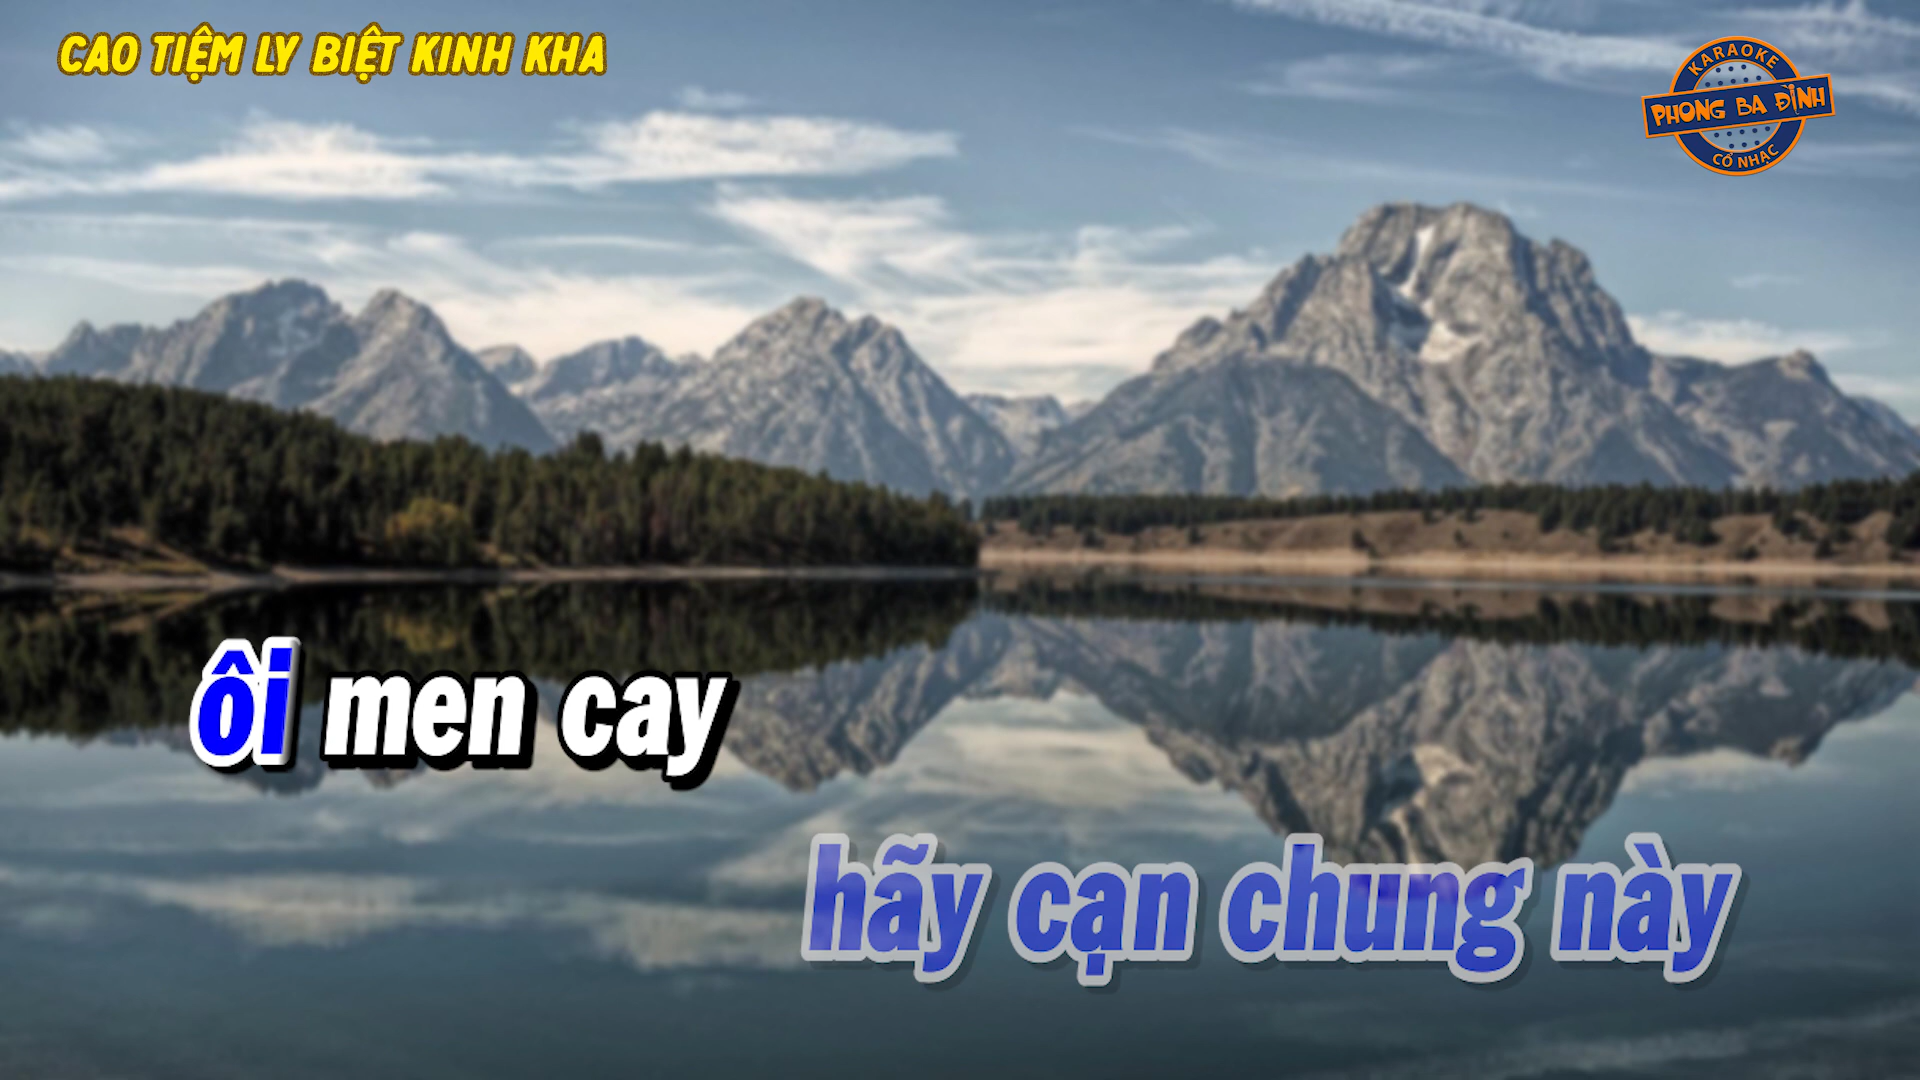 CAO TIỆM LY BIỆT KINH KHA
KARAOKE
PHONG BA ĐÌNH
CỔ NHẠC
ôi men cay
hãy cạn chung này